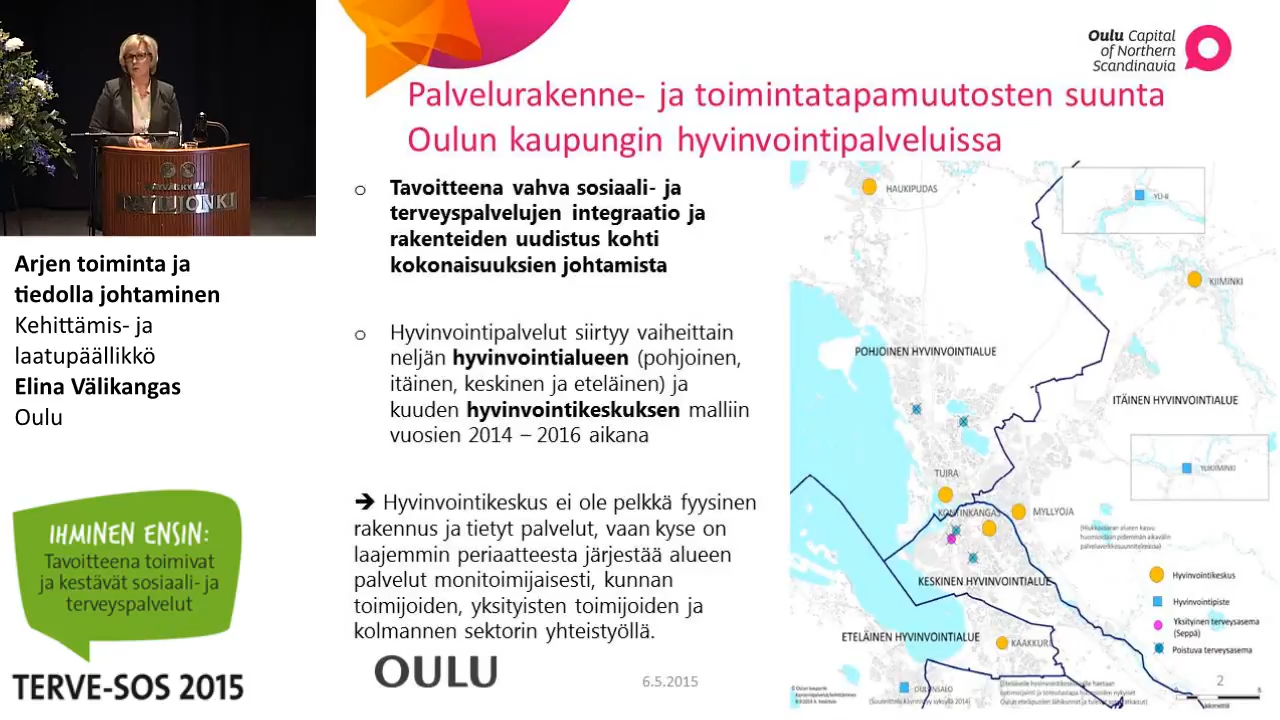 Oulu Capital
of Northern
Scandinavia
Palvelurakenne- ja toimintatapamuutosten suunta
Oulun kaupungin hyvinvointipalveluissa
o Tavoitteena vahva sosiaali- ja
terveyspalvelujen integraatio ja
rakenteiden uudistus kohti
kokonaisuuksien johtamista
o Hyvinvointipalvelut siirtyy vaiheittain
neljän hyvinvointialueen (pohjoinen,
itäinen, keskinen ja eteläinen) ja
kuuden hyvinvointikeskuksen malliin
vuosien 2014 – 2016 aikana
➔ Hyvinvointikeskus ei ole pelkkä fyysinen
rakennus ja tietyt palvelut, vaan kyse on
laajemmin periaatteesta järjestää alueen
palvelut monitoimijaisesti, kunnan
toimijoiden, yksityisten toimijoiden ja
kolmannen sektorin yhteistyöllä.
OULU
6.5.2015
2
HAUKIPUDAS
YLI-II
KIIMINKI
POHJOINEN HYVINVOINTIALUE
ITÄINEN HYVINVOINTIALUE
YLIKIIMINKI
TUIRA
KONTINKANGAS
MYLLYOJA
KESKINEN HYVINVOINTIALUE
ETELÄINEN HYVINVOINTIALUE
KAAKKURI
OULUNSALO
Hyvinvointikeskus
Hyvinvointipiste
Yksityinen terveysasema
(Seppä)
Poistuva terveysasema
PAVILJONKI
Arjen toiminta ja
tiedolla johtaminen
Kehittämis- ja
laatupäällikkö
Elina Välikangas
Oulu
IHMINEN ENSIN:
Tavoitteena toimivat
ja kestävät sosiaali- ja
terveyspalvelut
TERVE-SOS 2015